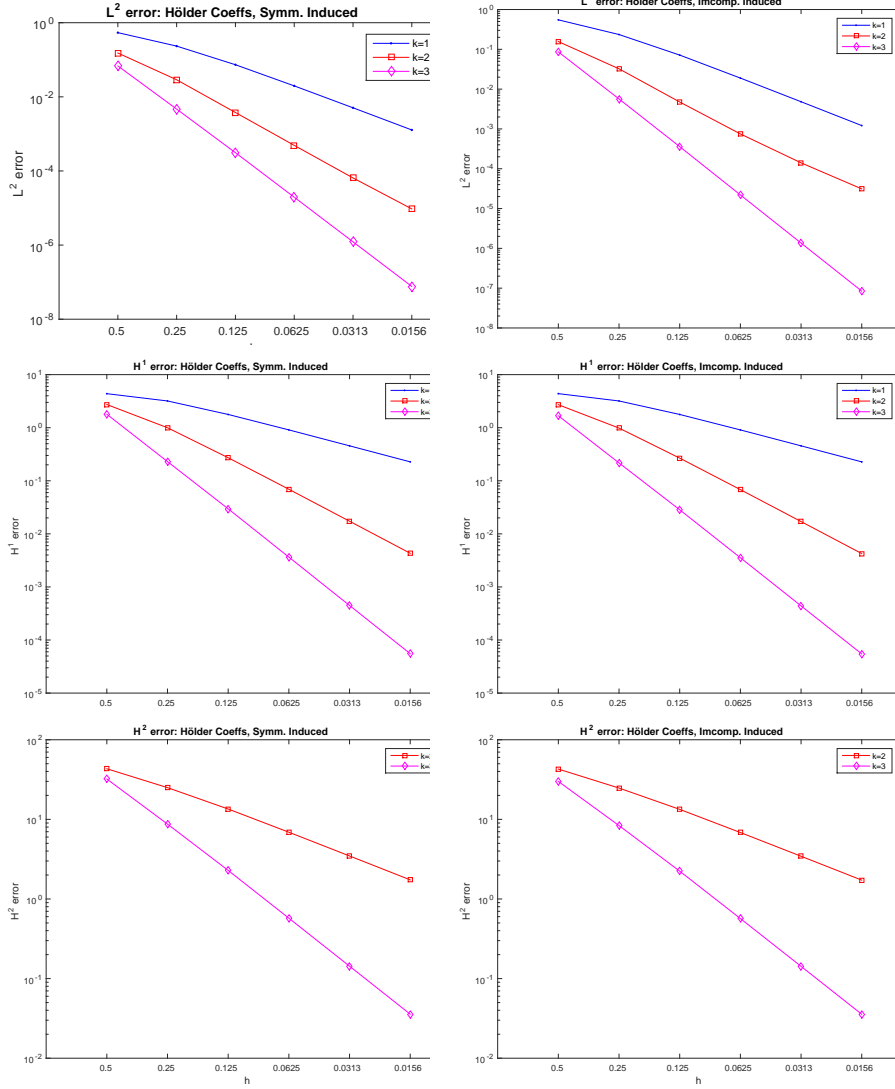 L² error: Hölder Coeffs, Symm. Induced
10⁰
10⁻²
10⁻⁴
10⁻⁶
10⁻⁸
L² error
0.5 0.25 0.125 0.0625 0.0313 0.0156
k=1
k=2
k=3
error: Hölder Coeffs, Imcomp. Induced
10⁰
10⁻¹
10⁻²
10⁻³
10⁻⁴
10⁻⁵
10⁻⁶
10⁻⁷
10⁻⁸
L² error
0.5 0.25 0.125 0.0625 0.0313 0.0156
k=1
k=2
k=3
H¹ error: Hölder Coeffs, Symm. Induced
10¹
10⁰
10⁻¹
10⁻²
10⁻³
10⁻⁴
10⁻⁵
H¹ error
0.5 0.25 0.125 0.0625 0.0313 0.0156
k=
k=
k=
H¹ error: Hölder Coeffs, Imcomp. Induced
10¹
10⁰
10⁻¹
10⁻²
10⁻³
10⁻⁴
10⁻⁵
H¹ error
0.5 0.25 0.125 0.0625 0.0313 0.0156
k=1
k=2
k=3
H² error: Hölder Coeffs, Symm. Induced
10²
10¹
10⁰
10⁻¹
10⁻²
H² error
0.5 0.25 0.125 0.0625 0.0313 0.0156
h
k=
k=
H² error: Hölder Coeffs, Imcomp. Induced
10²
10¹
10⁰
10⁻¹
10⁻²
H² error
0.5 0.25 0.125 0.0625 0.0313 0.0156
h
k=2
k=3